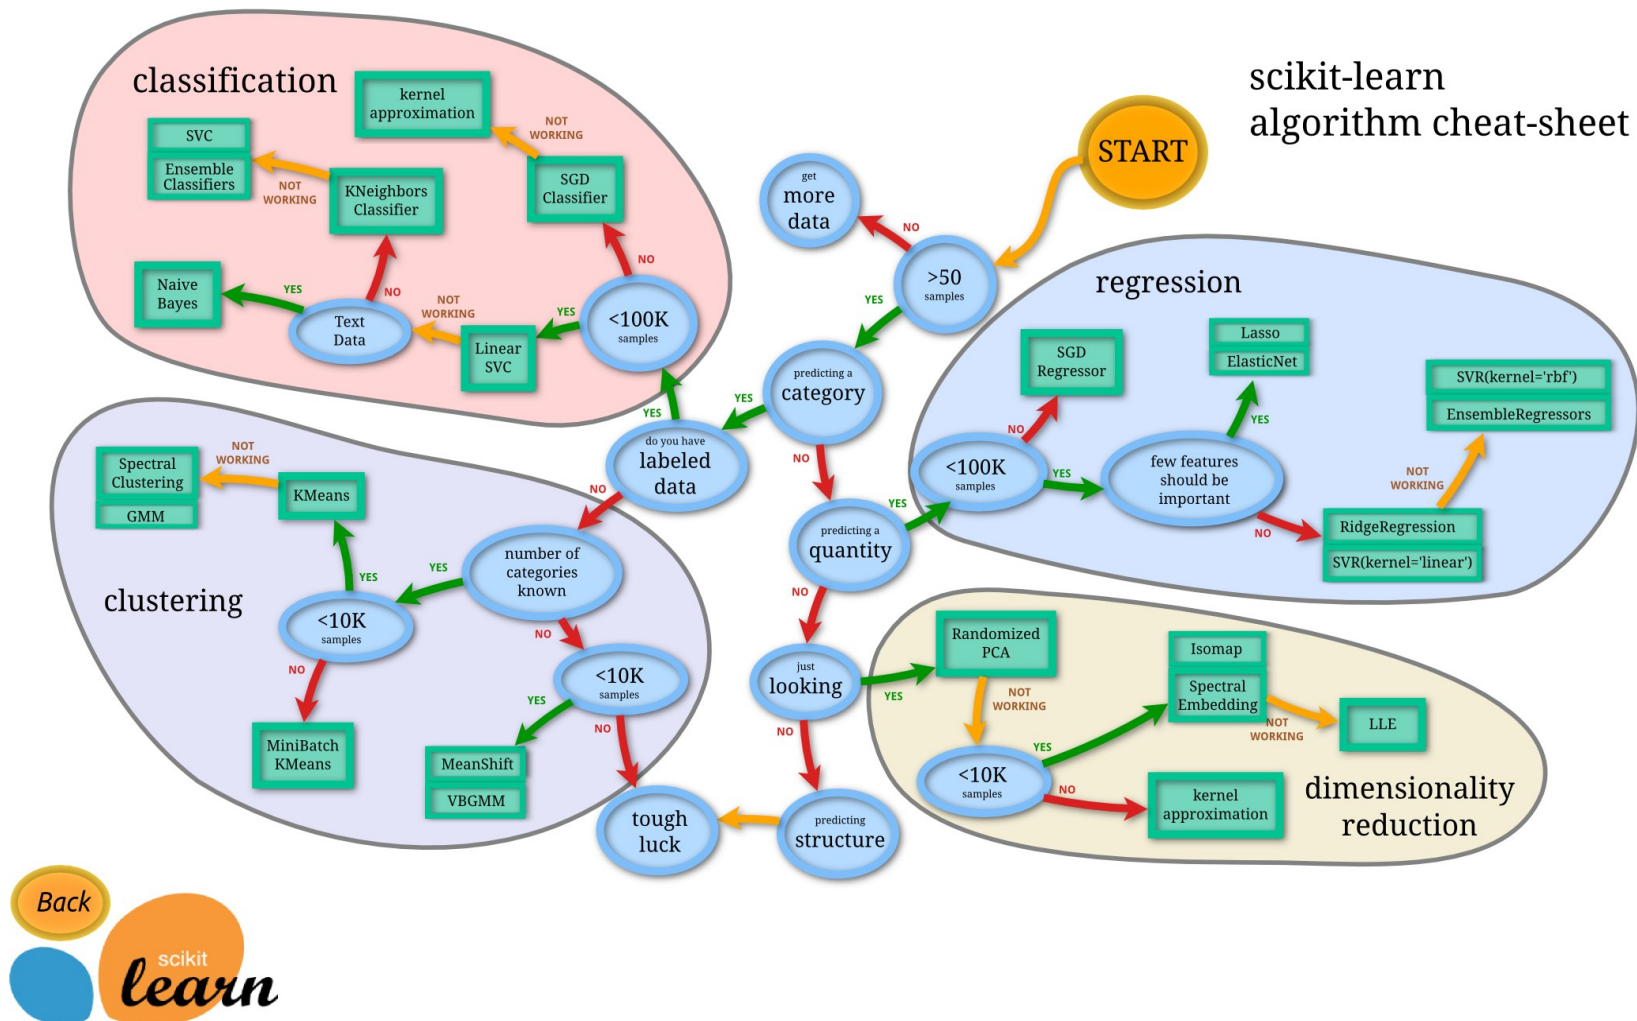 scikit-learn
algorithm cheat-sheet
START
classification
kernel
approximation
NOT
WORKING
SVC
Ensemble
Classifiers
NOT
WORKING
KNeighbors
Classifier
SGD
Classifier
NO
Naive
Bayes
YES
NO
Text
Data
NOT
WORKING
Linear
SVC
YES
<100K
samples
get
more
data
NO
>50
samples
YES
predicting a
category
YES
YES
do you have
labeled
data
NO
NO
predicting a
quantity
YES
NO
just
looking
YES
NO
predicting
structure
tough
luck
regression
SGD
Regressor
Lasso
ElasticNet
YES
SVR(kernel='rbf')
EnsembleRegressors
NO
<100K
samples
YES
few features
should be
important
NOT
WORKING
NO
RidgeRegression
SVR(kernel='linear')
clustering
Spectral
Clustering
GMM
NOT
WORKING
KMeans
YES
<10K
samples
YES
number of
categories
known
NO
NO
<10K
samples
YES
NO
MiniBatch
KMeans
MeanShift
VBGMM
dimensionality
reduction
Randomized
PCA
NOT
WORKING
<10K
samples
YES
NO
Isomap
Spectral
Embedding
NOT
WORKING
LLE
kernel
approximation
Back
scikit
learn